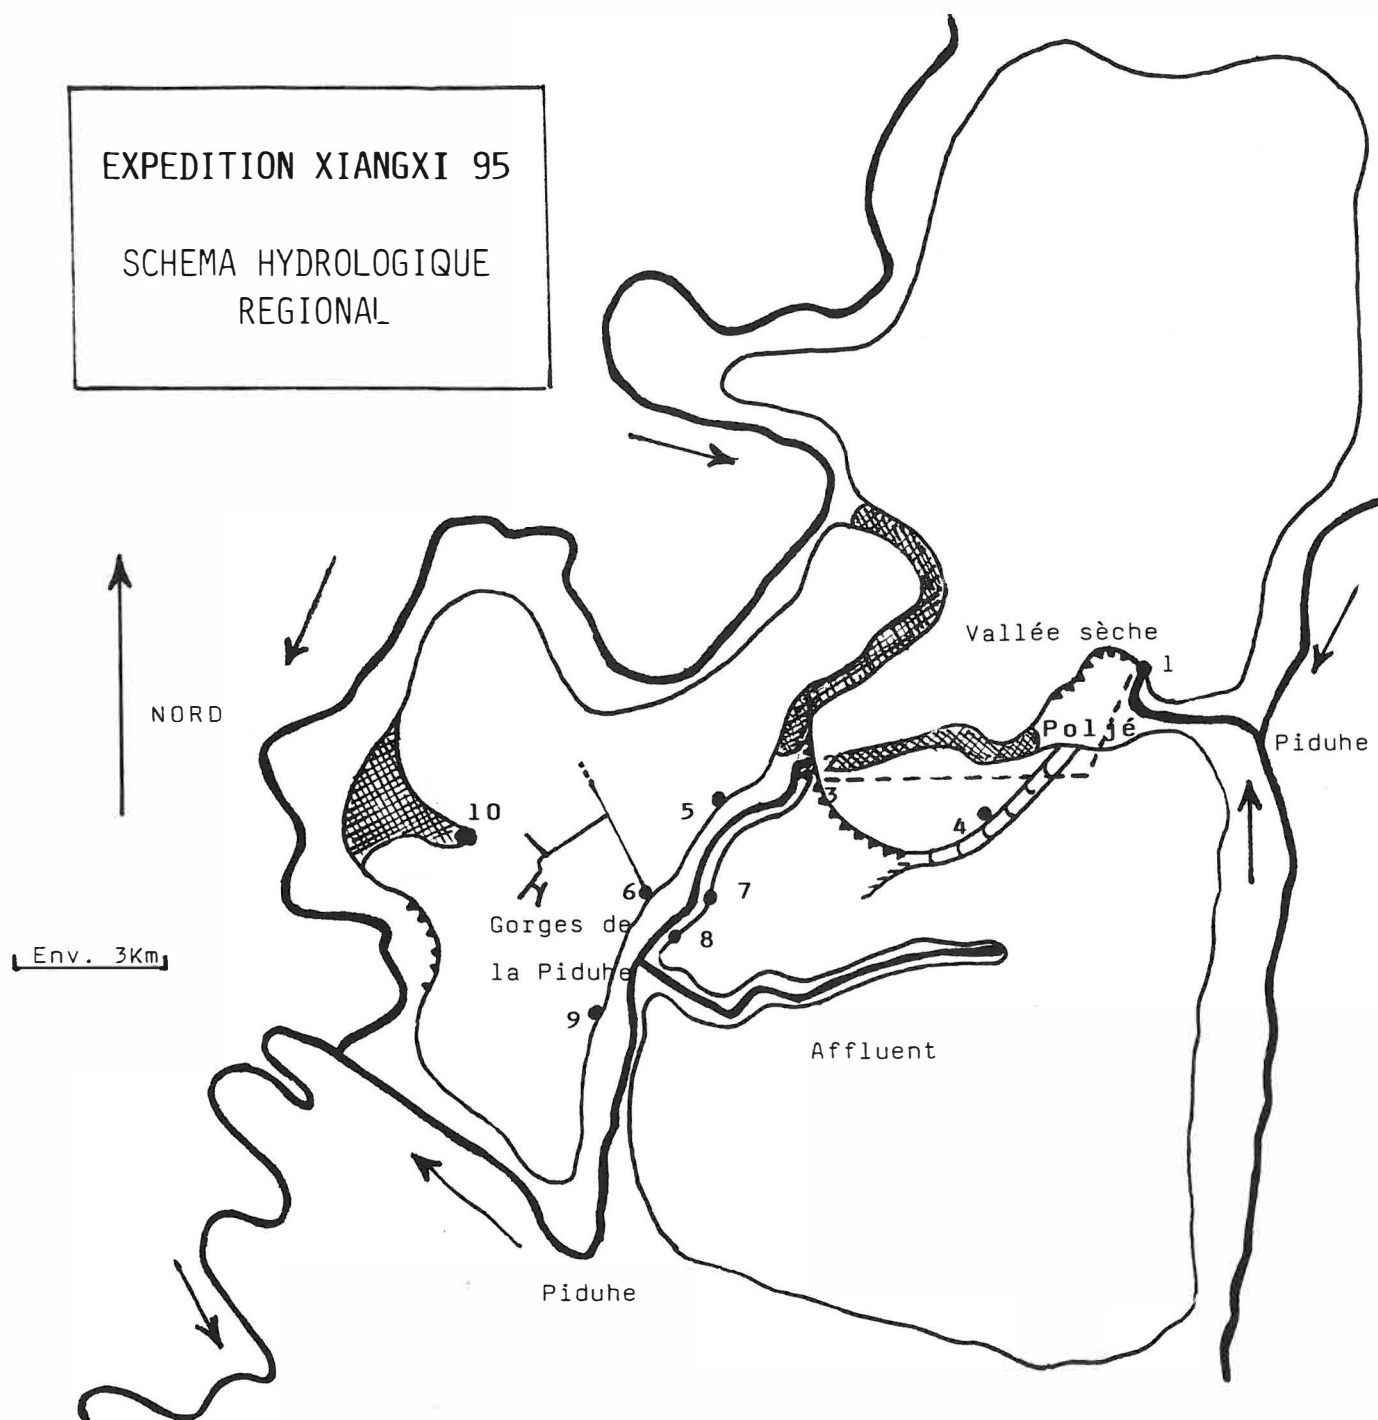 EXPEDITION XIANGXI 95
SCHEMA HYDROLOGIQUE
REGIONAL
Vallée sèche
1
NORD
Poljé
Piduhe
2
3
5
10
4
6
7
Gorges de
8
Env. 3Km
la Piduhe
9
Affluent
Piduhe